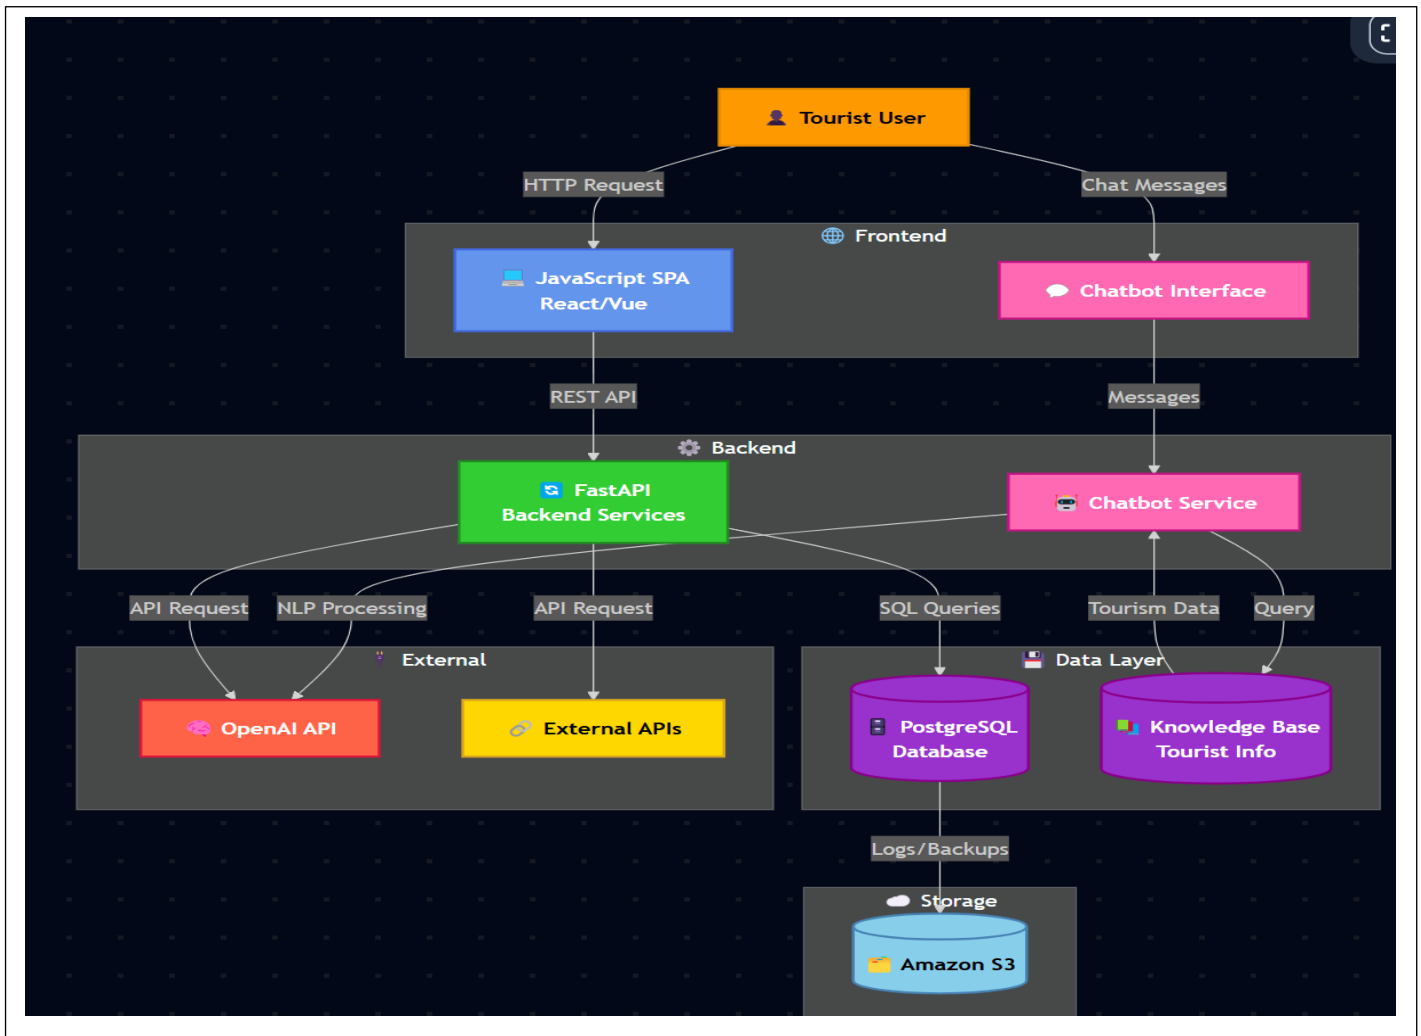 Tourist User
HTTP Request
Chat Messages
Frontend
JavaScript SPA
React/Vue
Chatbot Interface
REST API
Messages
Backend
FastAPI
Backend Services
Chatbot Service
API Request
NLP Processing
API Request
SQL Queries
Tourism Data
Query
External
Data Layer
OpenAI API
External APIs
PostgreSQL
Database
Knowledge Base
Tourist Info
Logs/Backups
Storage
Amazon S3